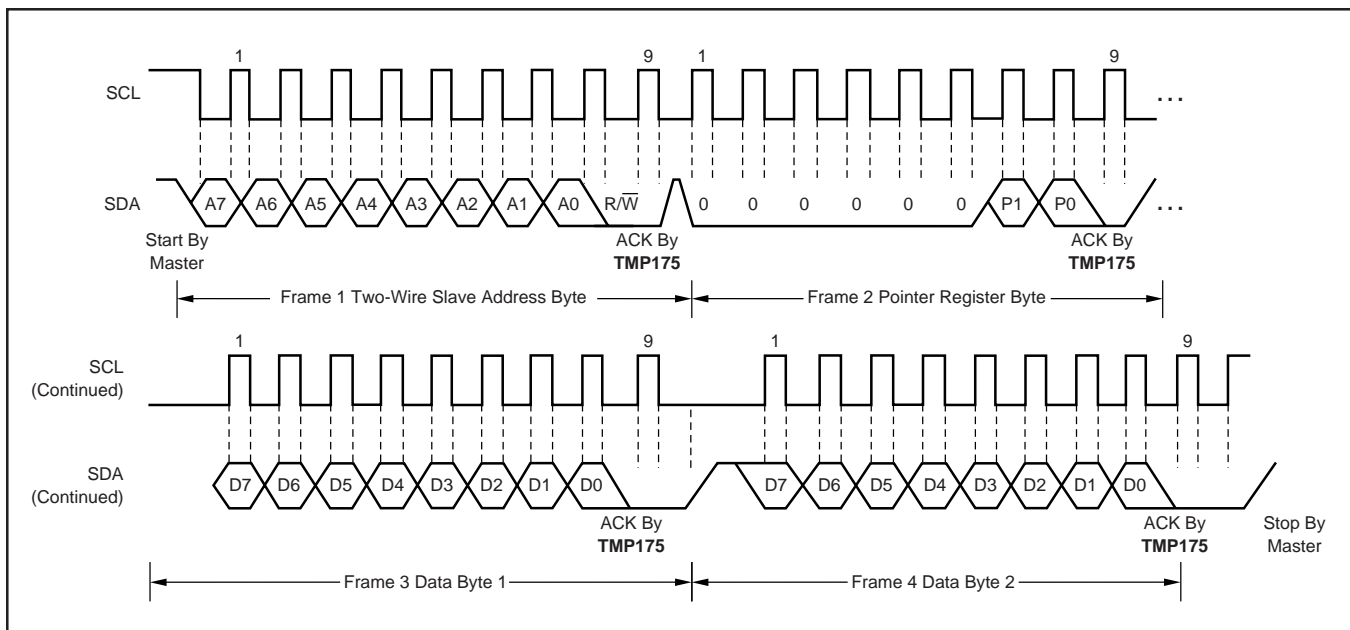 1 9 1 9
SCL ...
SDA A7 A6 A5 A4 A3 A2 A1 A0 R/W̅ 0 0 0 0 0 0 P1 P0 ...
Start By Master
ACK By TMP175
ACK By TMP175
Frame 1 Two-Wire Slave Address Byte
Frame 2 Pointer Register Byte
1 9 1 9
SCL
(Continued)
SDA
(Continued)
D7 D6 D5 D4 D3 D2 D1 D0 D7 D6 D5 D4 D3 D2 D1 D0
ACK By TMP175
ACK By TMP175
Stop By Master
Frame 3 Data Byte 1
Frame 4 Data Byte 2